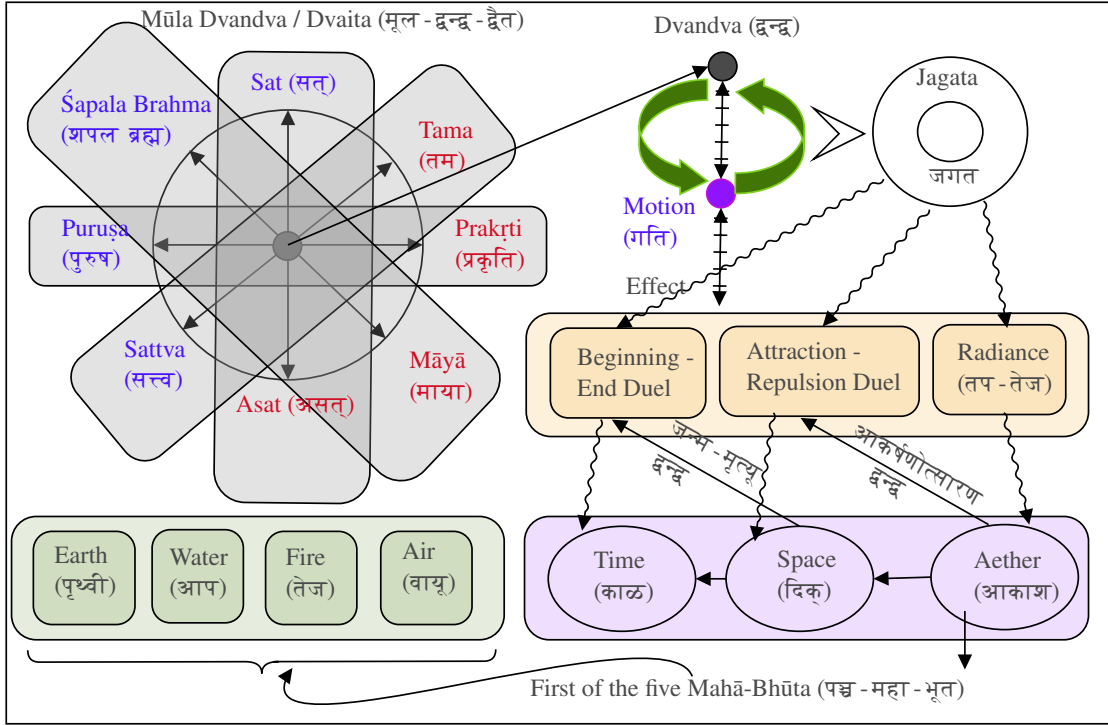 Mūla Dvandva / Dvaita (मूल - द्वन्द्व - द्वैत)
Śapala Brahma
(शपल ब्रह्म)
Sat (सत्)
Tama
(तम)
Puruṣa
(पुरुष)
Prakṛti
(प्रकृति)
Sattva
(सत्त्व)
Asat (असत्)
Māyā
(माया)
Dvandva (द्वन्द्व)
Motion
(गति)
Effect
Jagata
जगत
Beginning -
End Duel
Attraction -
Repulsion Duel
Radiance
(तप - तेज)
जन्म - मृत्यू
द्वन्द्व
आकर्षणोत्सारण
द्वन्द्व
Earth
(पृथ्वी)
Water
(आप)
Fire
(तेज)
Air
(वायू)
Time
(काळ)
Space
(दिक्)
Aether
(आकाश)
First of the five Mahā-Bhūta (पञ्च - महा - भूत)